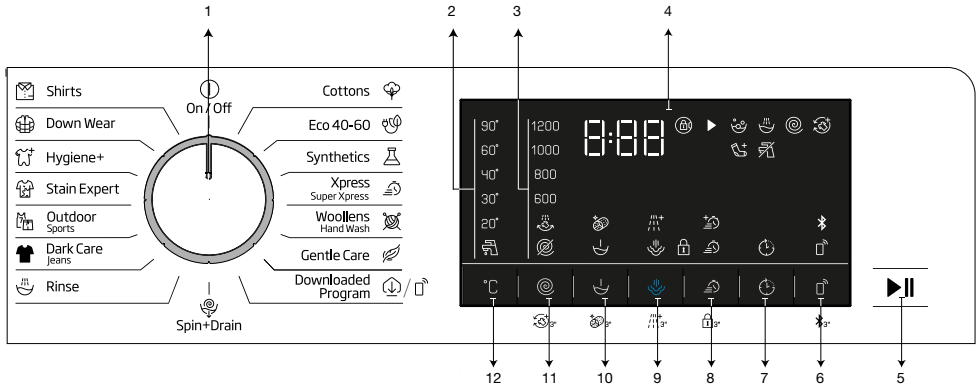 1
2
3
4
On / Off
Shirts
Down Wear
Hygiene+
Stain Expert
Outdoor
Sports
Dark Care
Jeans
Rinse
Spin+Drain
Cottons
Eco 40-60
Synthetics
Xpress
Super Xpress
Woollens
Hand Wash
Gentle Care
Downloaded
Program
/
90° 1200 8:88
60° 1000
40° 800
30° 600
20°
°C
3" 3" 3" 3" 3"
12 11 10 9 8 7 6 5